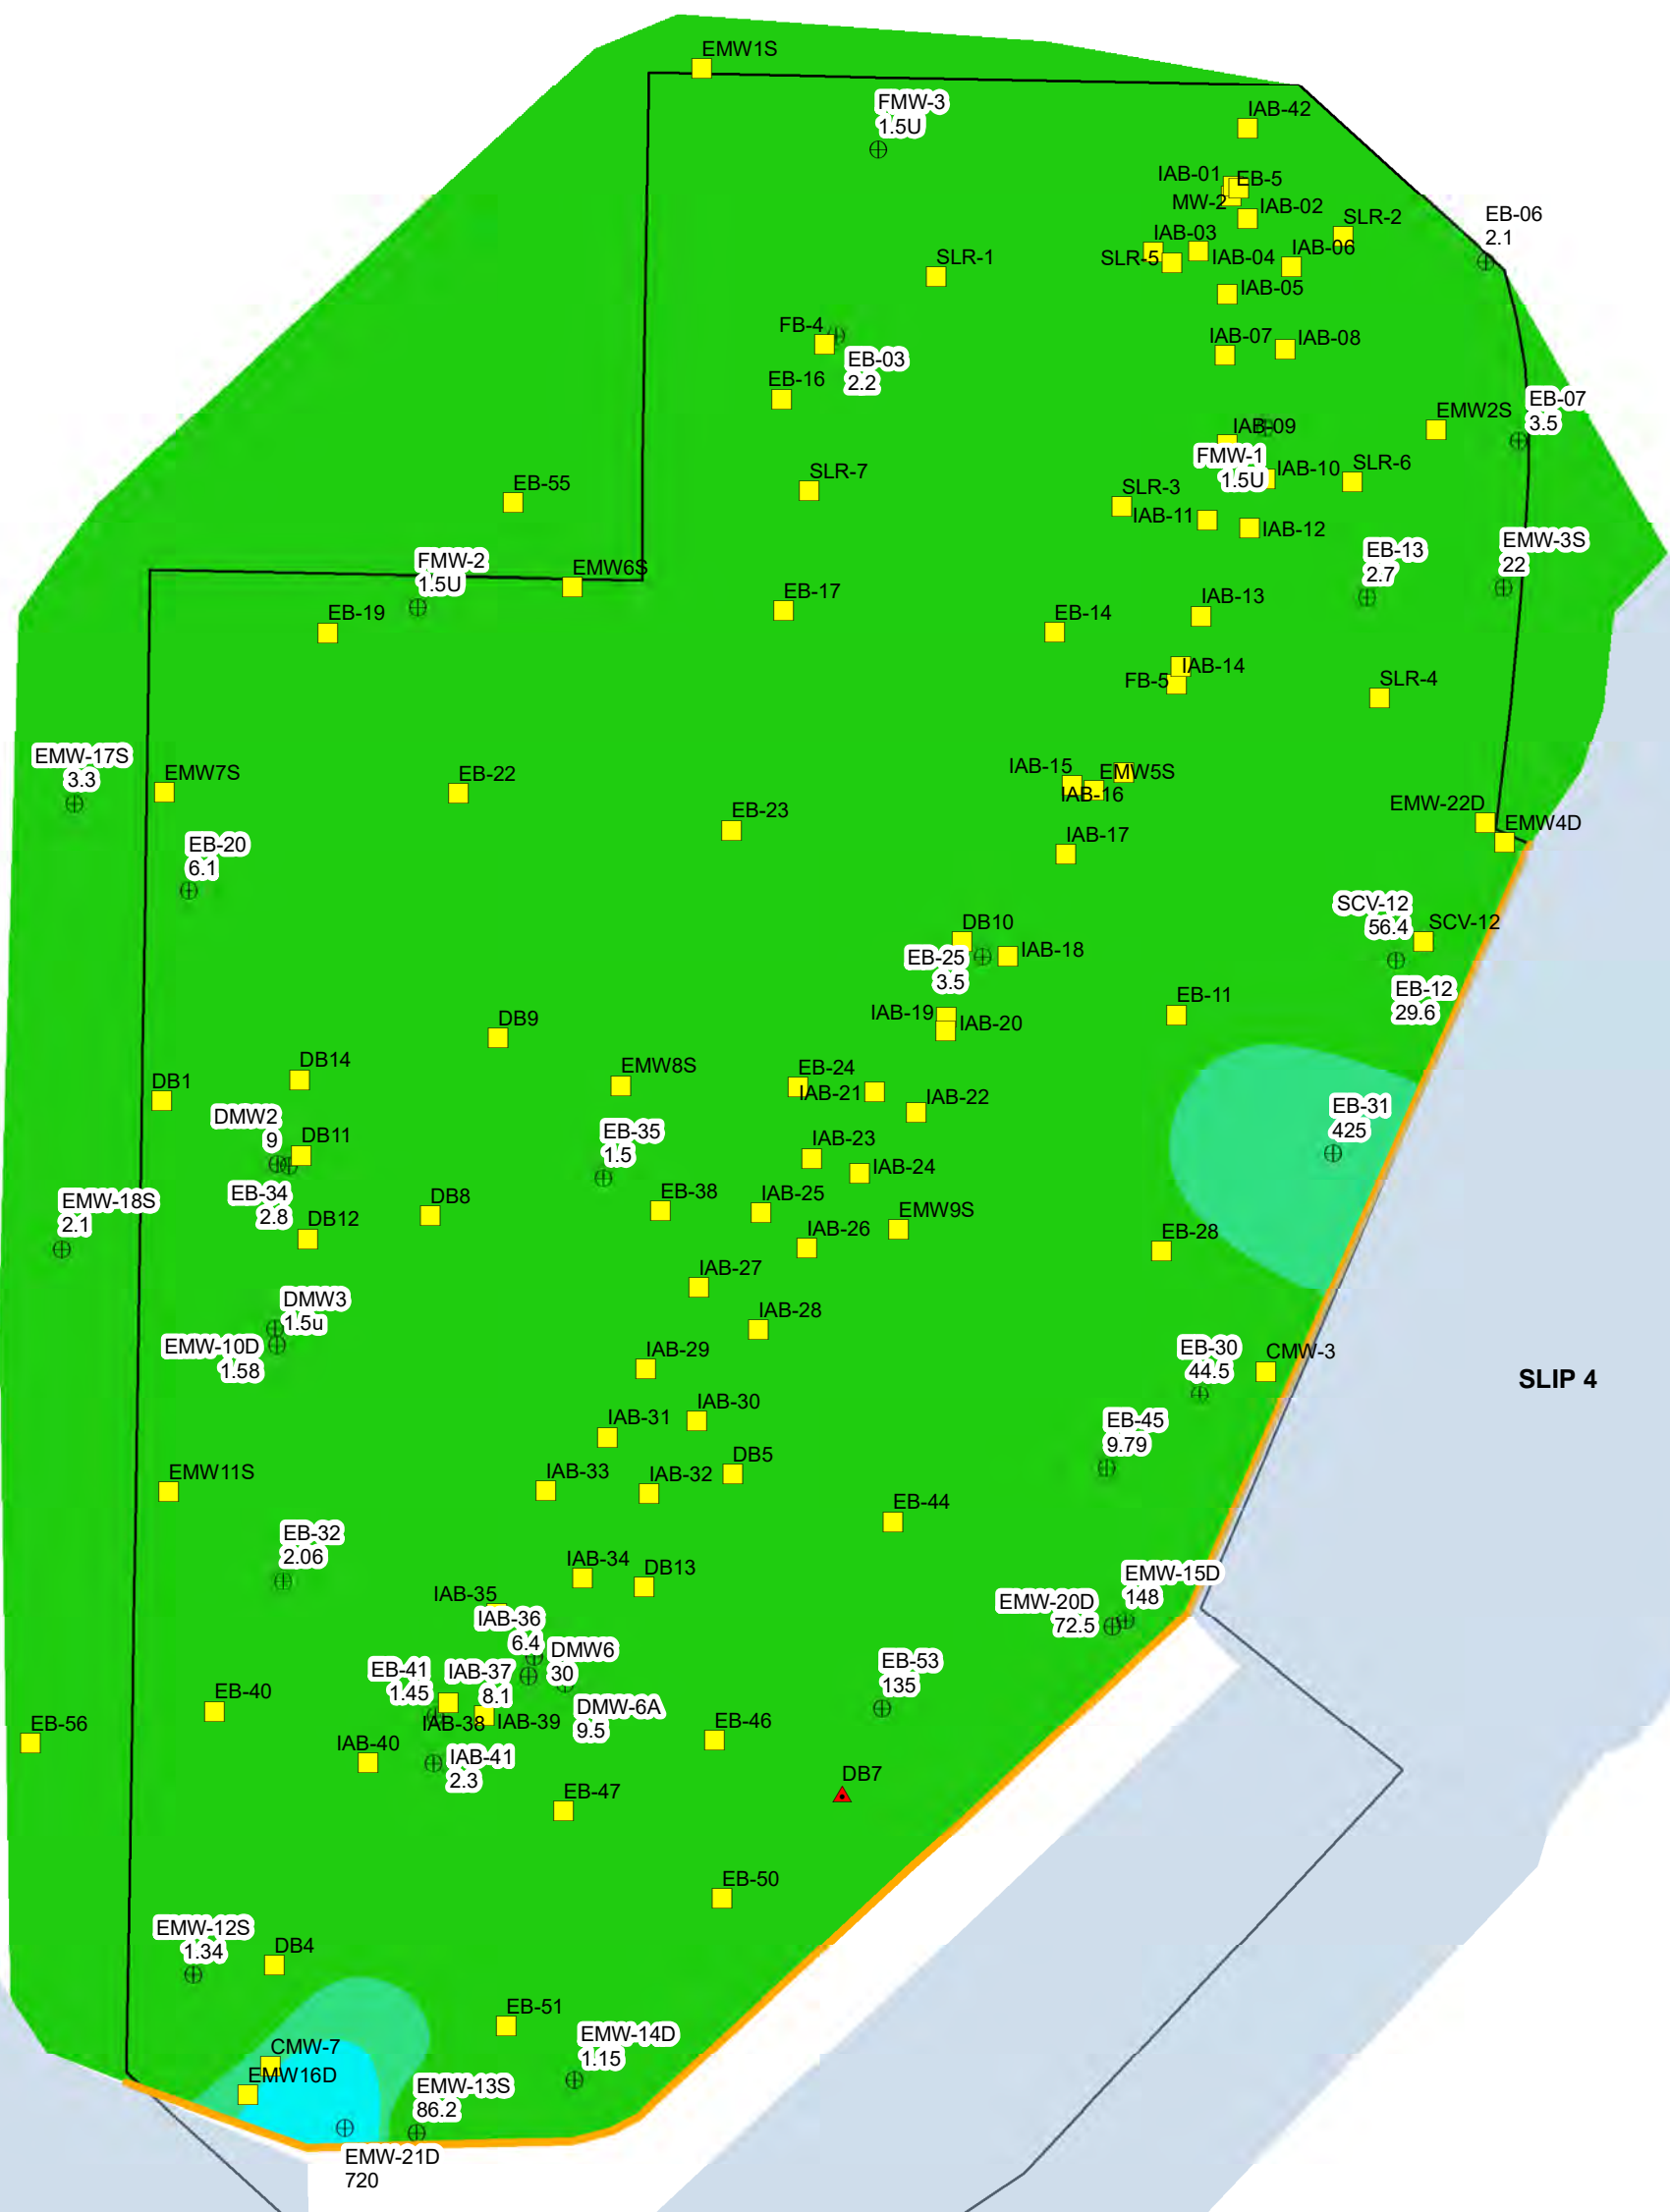 EMW1S
FMW-3
1.5U
IAB-42
IAB-01
EB-5
MW-2
IAB-02
SLR-2
EB-06
2.1
IAB-03
IAB-04
IAB-06
SLR-5
SLR-1
IAB-05
FB-4
EB-03
2.2
IAB-07
IAB-08
EB-16
EB-07
3.5
EMW2S
IAB-09
FMW-1
1.5U
IAB-10
SLR-6
SLR-7
EB-55
SLR-3
IAB-11
IAB-12
EMW-3S
22
EB-13
2.7
FMW-2
1.5U
EMW6S
EB-19
EB-17
EB-14
IAB-13
IAB-14
FB-5
SLR-4
EMW-17S
3.3
EMW7S
EB-22
IAB-15
EMW5S
IAB-16
EB-23
EMW-22D
EMW4D
EB-20
6.1
IAB-17
SCV-12
56.4
SCV-12
DB10
EB-25
3.5
IAB-18
EB-12
29.6
EB-11
IAB-19
IAB-20
DB9
DB14
DB1
EMW8S
EB-24
IAB-21
IAB-22
EB-31
425
DMW2
9
DB11
EB-35
1.5
IAB-23
IAB-24
EMW-18S
2.1
EB-34
2.8
DB12
DB8
EB-38
IAB-25
EMW9S
IAB-26
EB-28
IAB-27
DMW3
1.5u
EMW-10D
1.58
IAB-28
IAB-29
EB-30
44.5
CMW-3
SLIP 4
IAB-30
IAB-31
EB-45
9.79
DB5
EMW11S
IAB-33
IAB-32
EB-44
EB-32
2.06
IAB-34
DB13
IAB-35
EMW-15D
148
EMW-20D
72.5
IAB-36
6.4
DMW6
30
EB-41
1.45
IAB-37
8.1
EB-53
135
EB-40
IAB-38
IAB-39
DMW-6A
9.5
EB-56
EB-46
IAB-40
IAB-41
2.3
DB7
EB-47
EB-50
EMW-12S
1.34
DB4
EB-51
EMW-14D
1.15
CMW-7
EMW16D
EMW-13S
86.2
EMW-21D
720